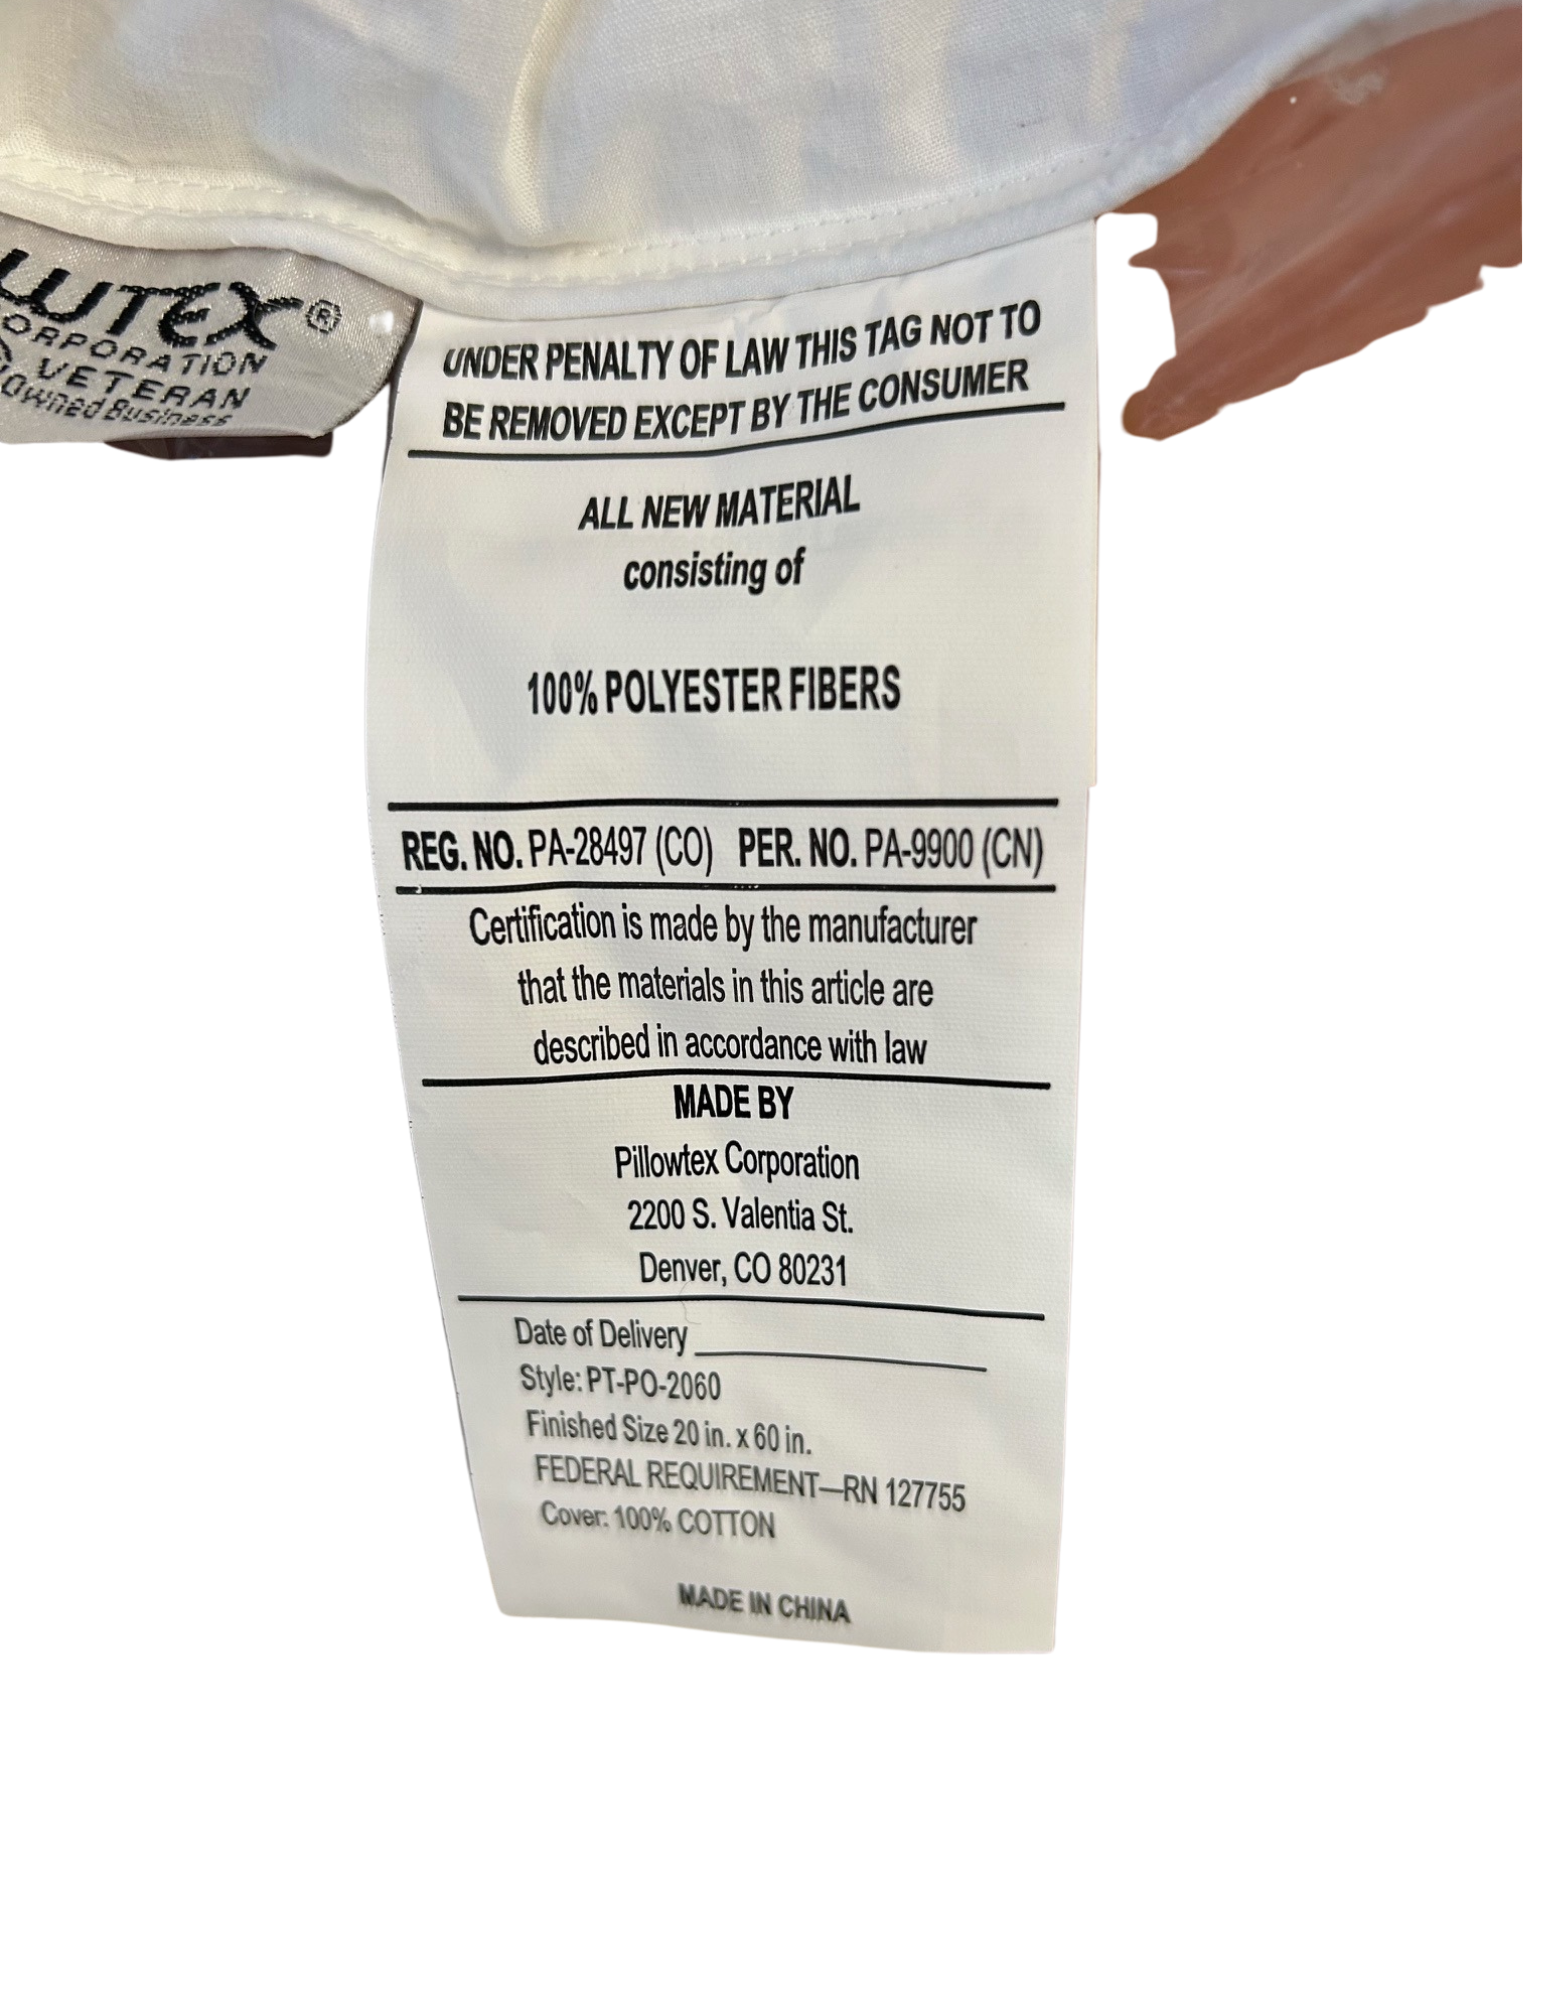 CORPORATION
VETERAN
Owned Business
UNDER PENALTY OF LAW THIS TAG NOT TO
BE REMOVED EXCEPT BY THE CONSUMER
ALL NEW MATERIAL
consisting of
100% POLYESTER FIBERS
REG. NO. PA-28497 (CO) PER. NO. PA-9900 (CN)
Certification is made by the manufacturer
that the materials in this article are
described in accordance with law
MADE BY
Pillowtex Corporation
2200 S. Valentia St.
Denver, CO 80231
Date of Delivery
Style: PT-PO-2060
Finished Size 20 in. x 60 in.
FEDERAL REQUIREMENT—RN 127755
Cover: 100% COTTON
MADE IN CHINA